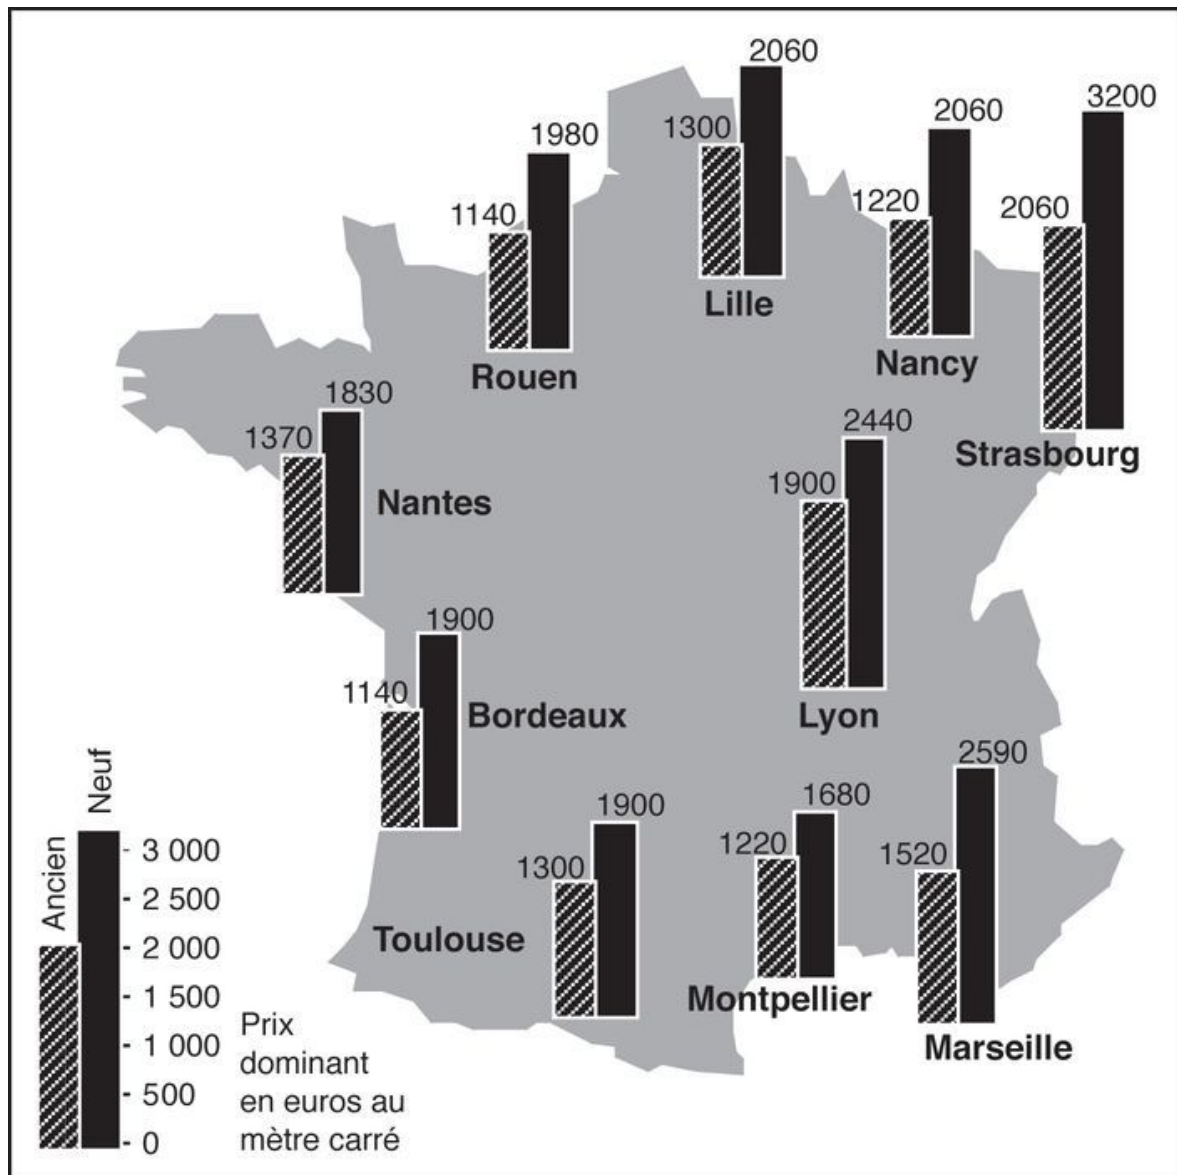 2060
1300
Lille
1980
1140
Rouen
2060
1220
Nancy
3200
2060
Strasbourg
1830
1370
Nantes
2440
1900
Lyon
1900
1140
Bordeaux
1900
1300
Toulouse
1680
1220
Montpellier
2590
1520
Marseille
Ancien
Neuf
3 000
2 500
2 000
1 500
1 000
500
0
Prix
dominant
en euros au
mètre carré